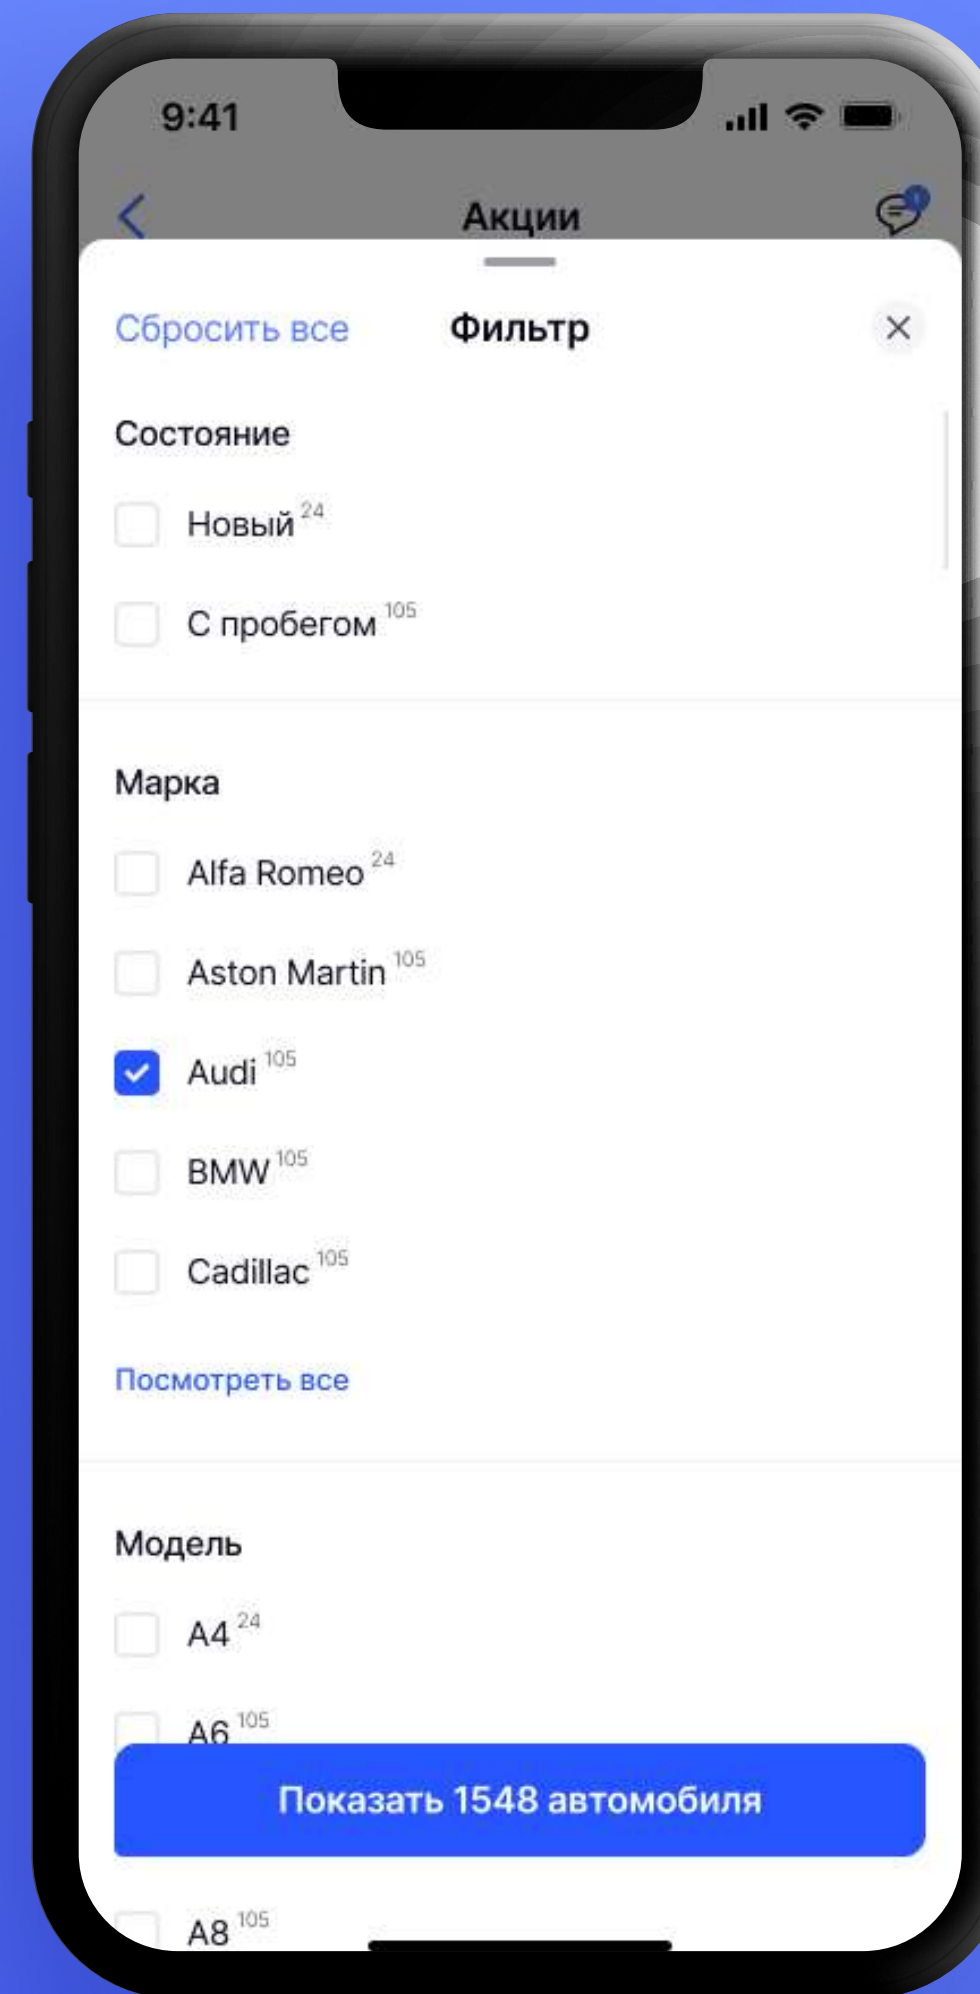 9:41
Акции
Сбросить все Фильтр
Состояние
Новый 24
С пробегом 105
Марка
Alfa Romeo 24
Aston Martin 105
Audi 105
BMW 105
Cadillac 105
Посмотреть все
Модель
A4 24
A6 105
Показать 1548 автомобиля
A8 105